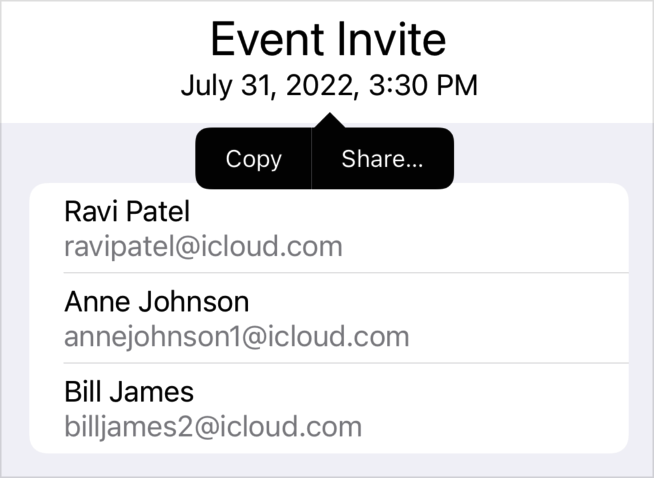 Event Invite
July 31, 2022, 3:30 PM
Copy Share...
Ravi Patel
ravipatel@icloud.com
Anne Johnson
annejohnson1@icloud.com
Bill James
billjames2@icloud.com